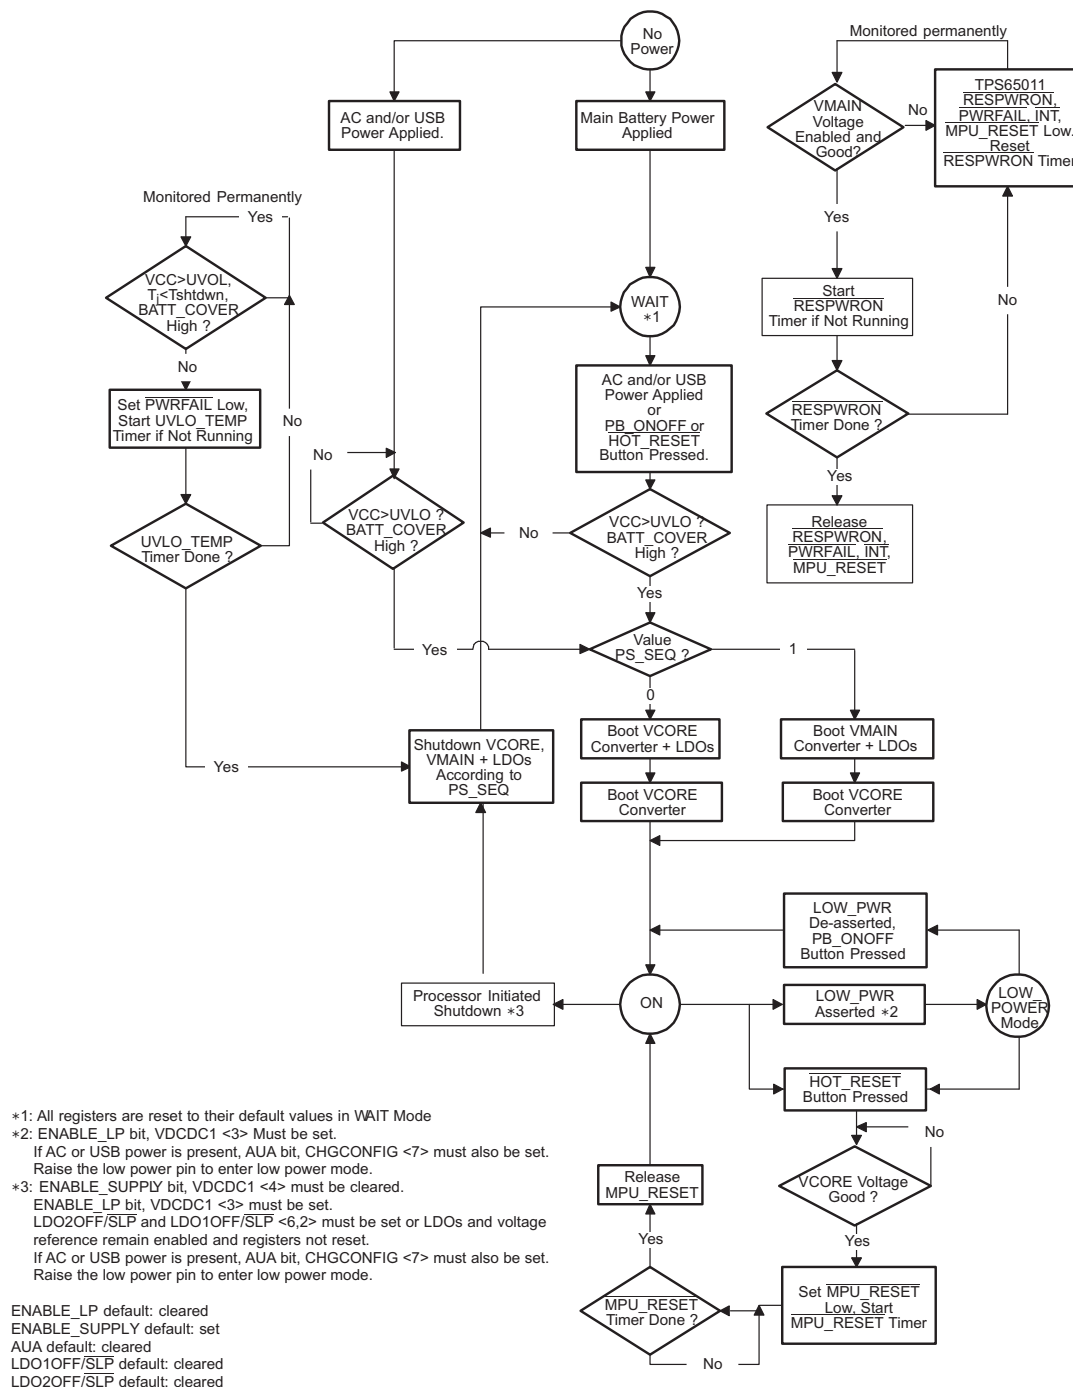 No
Power
AC and/or USB
Power Applied.
Main Battery Power
Applied
Monitored permanently
VMAIN
Voltage
Enabled and
Good?
No
TPS65011
RESPWRON,
PWRFAIL, INT,
MPU_RESET Low.
Reset
RESPWRON Timer
Yes
Start
RESPWRON
Timer if Not Running
No
RESPWRON
Timer Done ?
Yes
Release
RESPWRON,
PWRFAIL, INT,
MPU_RESET
Monitored Permanently
Yes
VCC>UVOL,
Tj<Tshtdwn,
BATT_COVER
High ?
No
Set PWRFAIL Low,
Start UVLO_TEMP
Timer if Not Running
No
UVLO_TEMP
Timer Done ?
Yes
WAIT
*1
AC and/or USB
Power Applied
or
PB_ONOFF or
HOT_RESET
Button Pressed.
No
VCC>UVLO ?
BATT_COVER
High ?
Yes
No
VCC>UVLO ?
BATT_COVER
High ?
Yes
Value
PS_SEQ ?
1
0
Boot VCORE
Converter + LDOs
Boot VMAIN
Converter + LDOs
Boot VCORE
Converter
Boot VCORE
Converter
Shutdown VCORE,
VMAIN + LDOs
According to
PS_SEQ
LOW_PWR
De-asserted,
PB_ONOFF
Button Pressed
Processor Initiated
Shutdown *3
ON
LOW_PWR
Asserted *2
LOW_
POWER
Mode
HOT_RESET
Button Pressed
No
VCORE Voltage
Good ?
Yes
Set MPU_RESET
Low, Start
MPU_RESET Timer
MPU_RESET
Timer Done ?
No
Yes
Release
MPU_RESET
*1: All registers are reset to their default values in WAIT Mode
*2: ENABLE_LP bit, VDCDC1 <3> Must be set.
If AC or USB power is present, AUA bit, CHGCONFIG <7> must also be set.
Raise the low power pin to enter low power mode.
*3: ENABLE_SUPPLY bit, VDCDC1 <4> must be cleared.
ENABLE_LP bit, VDCDC1 <3> must be set.
LDO2OFF/SLP and LDO1OFF/SLP <6,2> must be set or LDOs and voltage
reference remain enabled and registers not reset.
If AC or USB power is present, AUA bit, CHGCONFIG <7> must also be set.
Raise the low power pin to enter low power mode.
ENABLE_LP default: cleared
ENABLE_SUPPLY default: set
AUA default: cleared
LDO1OFF/SLP default: cleared
LDO2OFF/SLP default: cleared